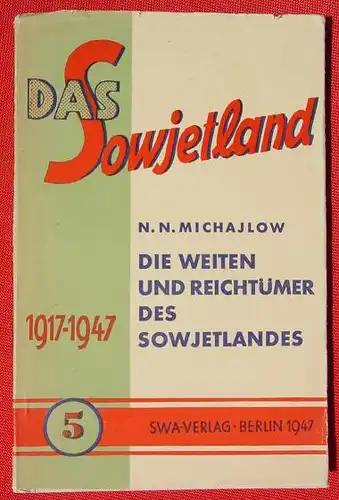 DAS
Sowjetland
N. N. MICHAJLOW
DIE WEITEN
UND REICHTÜMER
DES
SOWJETLANDES
1917-1947
5
SWA-VERLAG · BERLIN 1947